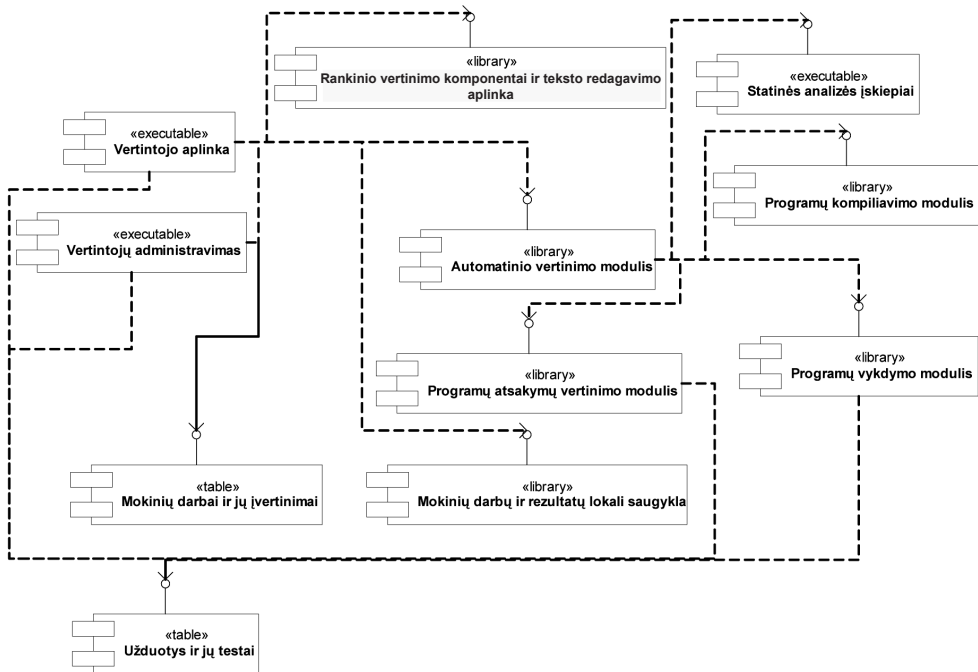 «library»
Rankinio vertinimo komponentai ir teksto redagavimo
aplinka
«executable»
Statinės analizės įskiepiai
«executable»
Vertintojo aplinka
«library»
Programų kompiliavimo modulis
«executable»
Vertintojų administravimas
«library»
Automatinio vertinimo modulis
«library»
Programų atsakymų vertinimo modulis
«library»
Programų vykdymo modulis
«table»
Mokinių darbai ir jų įvertinimai
«library»
Mokinių darbų ir rezultatų lokali saugykla
«table»
Užduotys ir jų testai